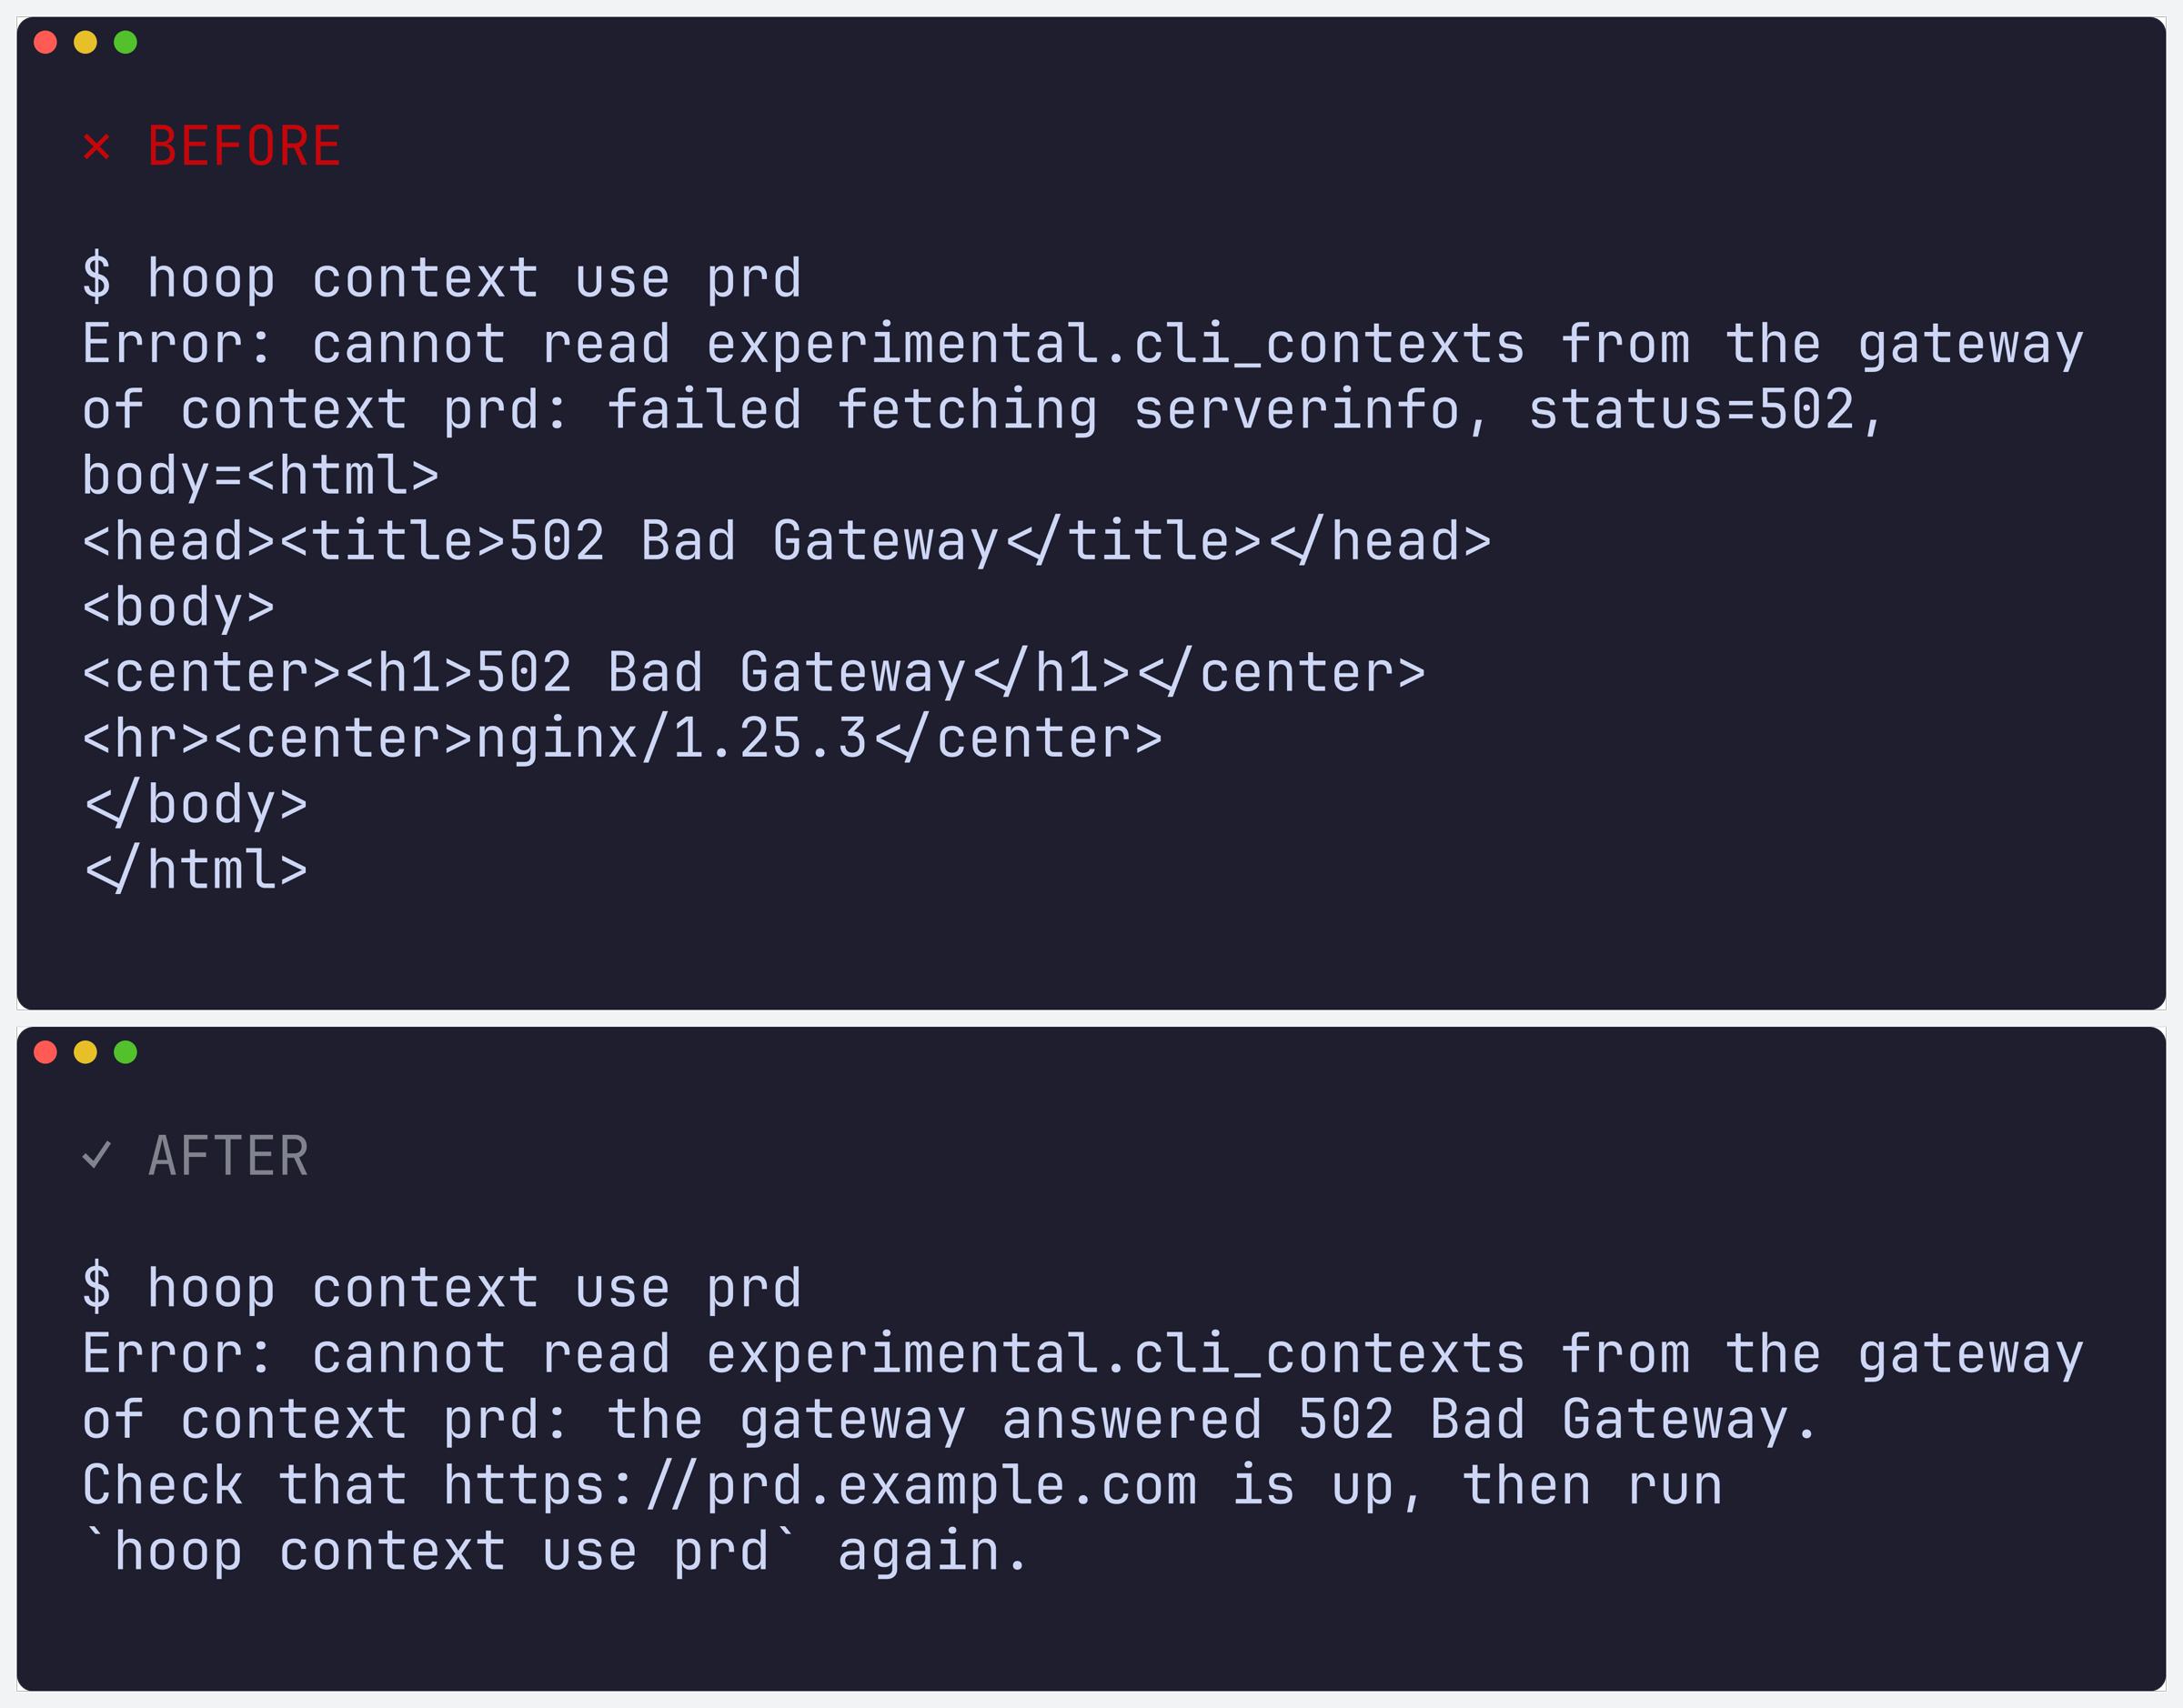 × BEFORE
$ hoop context use prd
Error: cannot read experimental.cli_contexts from the gateway
of context prd: failed fetching serverinfo, status=502,
body=<html>
<head><title>502 Bad Gateway</title></head>
<body>
<center><h1>502 Bad Gateway</h1></center>
<hr><center>nginx/1.25.3</center>
</body>
</html>
✓ AFTER
$ hoop context use prd
Error: cannot read experimental.cli_contexts from the gateway
of context prd: the gateway answered 502 Bad Gateway.
Check that https://prd.example.com is up, then run
`hoop context use prd` again.